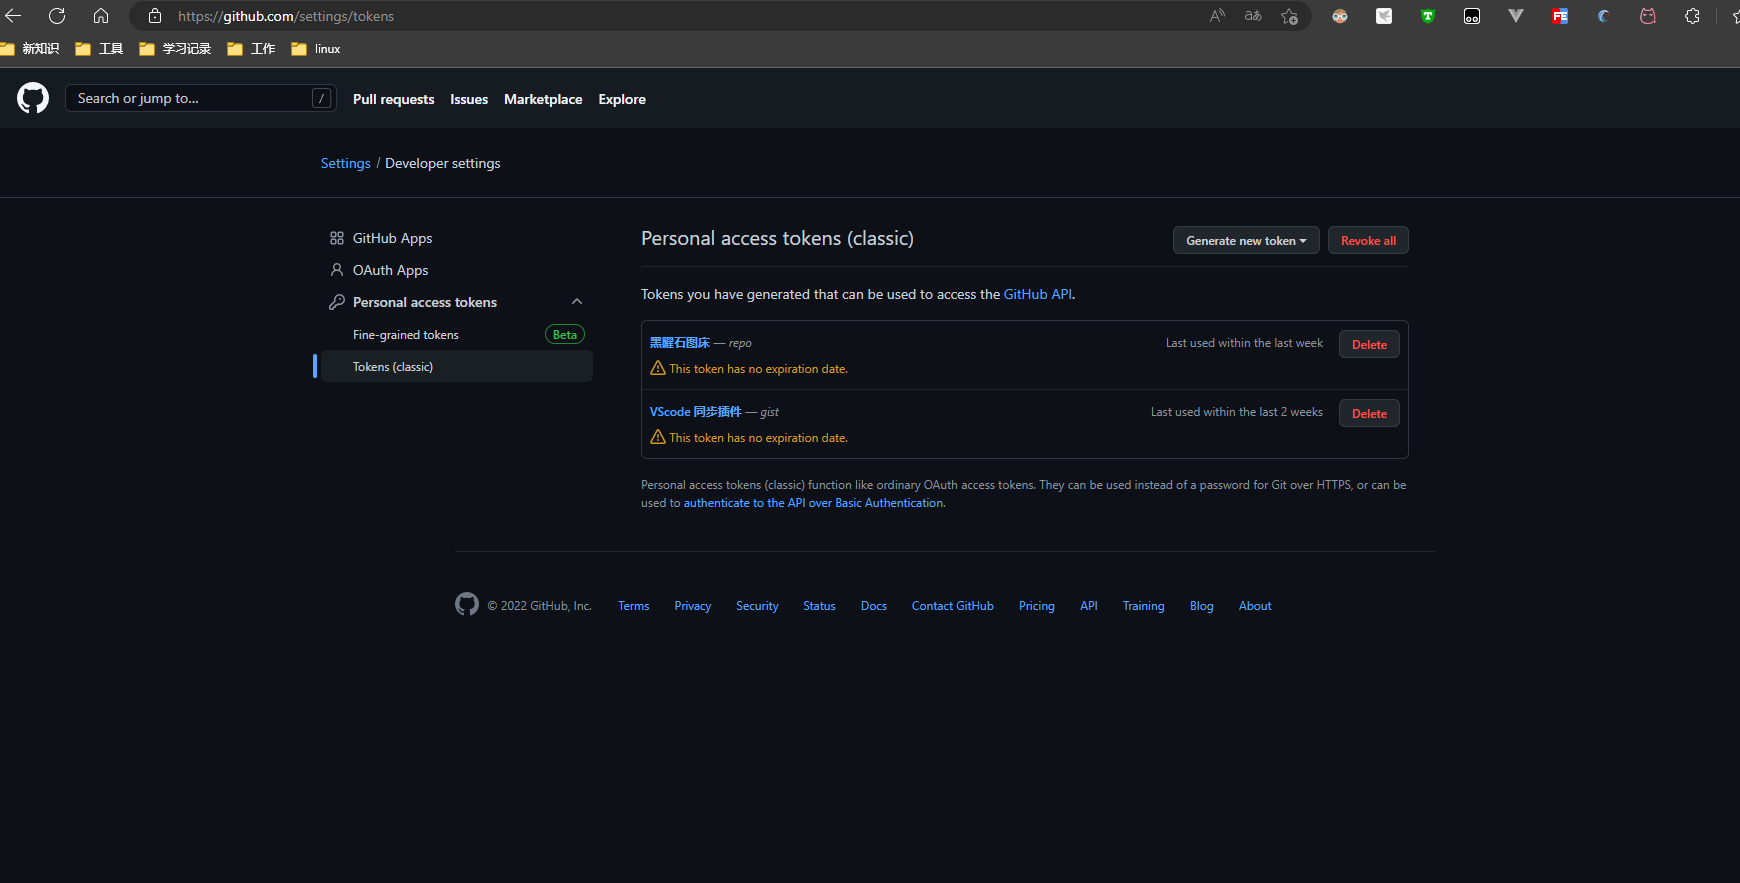 https://github.com/settings/tokens
新知识 工具 学习记录 工作 linux
Search or jump to... / Pull requests Issues Marketplace Explore
Settings / Developer settings
GitHub Apps
OAuth Apps
Personal access tokens
Fine-grained tokens Beta
Tokens (classic)
Personal access tokens (classic) Generate new token Revoke all
Tokens you have generated that can be used to access the GitHub API.
黑曜石图床 — repo Last used within the last week Delete
This token has no expiration date.
VScode 同步插件 — gist Last used within the last 2 weeks Delete
This token has no expiration date.
Personal access tokens (classic) function like ordinary OAuth access tokens. They can be used instead of a password for Git over HTTPS, or can be
used to authenticate to the API over Basic Authentication.
© 2022 GitHub, Inc. Terms Privacy Security Status Docs Contact GitHub Pricing API Training Blog About